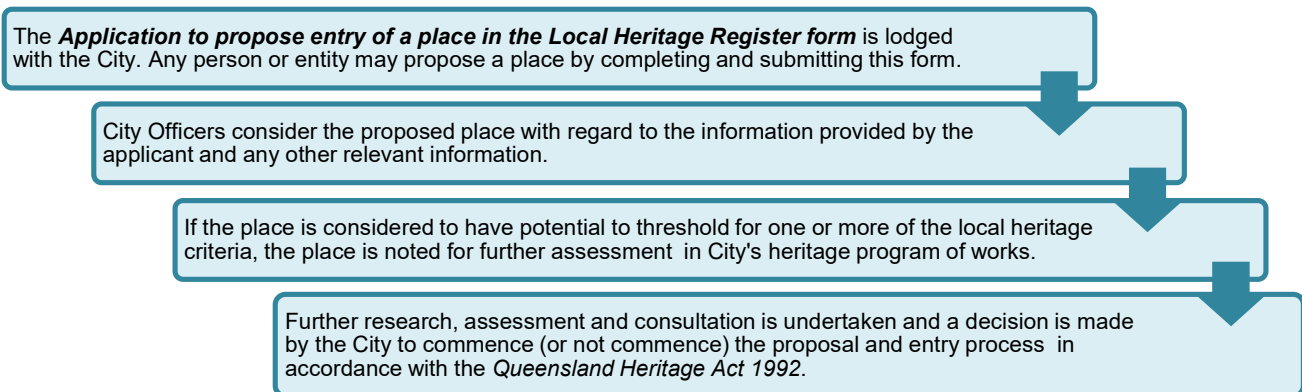 The Application to propose entry of a place in the Local Heritage Register form is lodged
with the City. Any person or entity may propose a place by completing and submitting this form.
City Officers consider the proposed place with regard to the information provided by the
applicant and any other relevant information.
If the place is considered to have potential to threshold for one or more of the local heritage
criteria, the place is noted for further assessment in City's heritage program of works.
Further research, assessment and consultation is undertaken and a decision is made
by the City to commence (or not commence) the proposal and entry process in
accordance with the Queensland Heritage Act 1992.